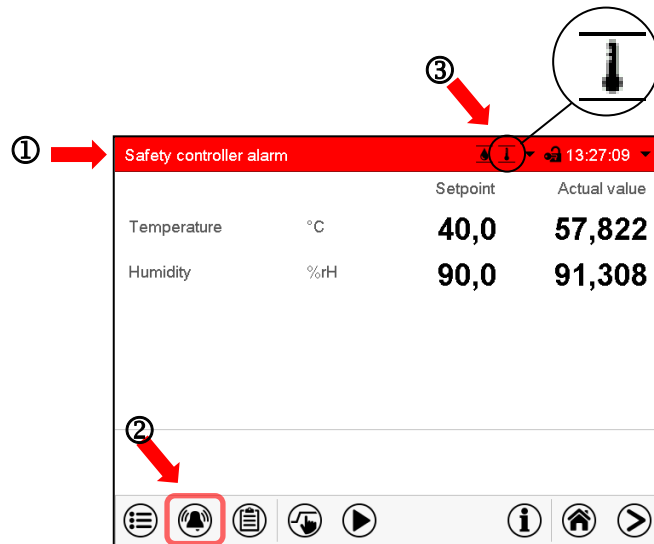 ③
①
Safety controller alarm 13:27:09
Setpoint Actual value
Temperature °C 40,0 57,822
Humidity %rH 90,0 91,308
②